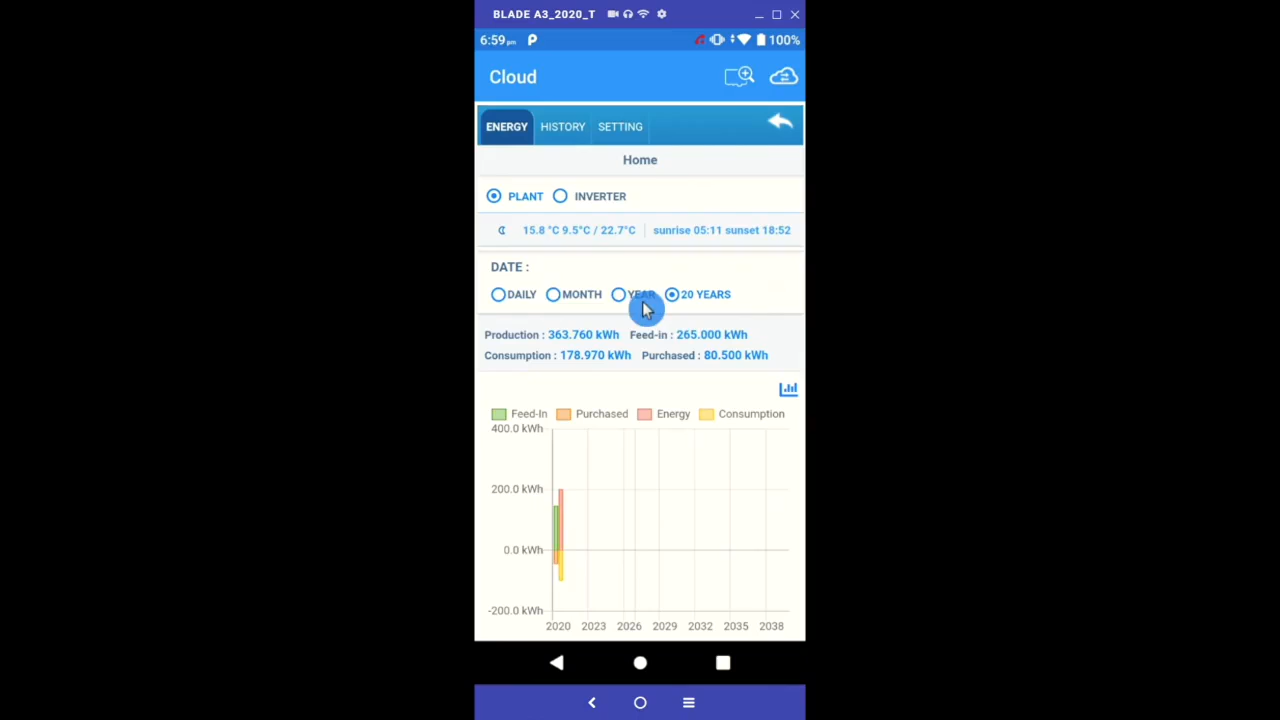 BLADE A3_2020_T
6:59 pm 100%
Cloud
ENERGY HISTORY SETTING
Home
PLANT INVERTER
15.8 °C 9.5°C / 22.7°C sunrise 05:11 sunset 18:52
DATE :
DAILY MONTH YEAR 20 YEARS
Production : 363.760 kWh Feed-in : 265.000 kWh
Consumption : 178.970 kWh Purchased : 80.500 kWh
Feed-In Purchased Energy Consumption
400.0 kWh
200.0 kWh
0.0 kWh
-200.0 kWh
2020 2023 2026 2029 2032 2035 2038